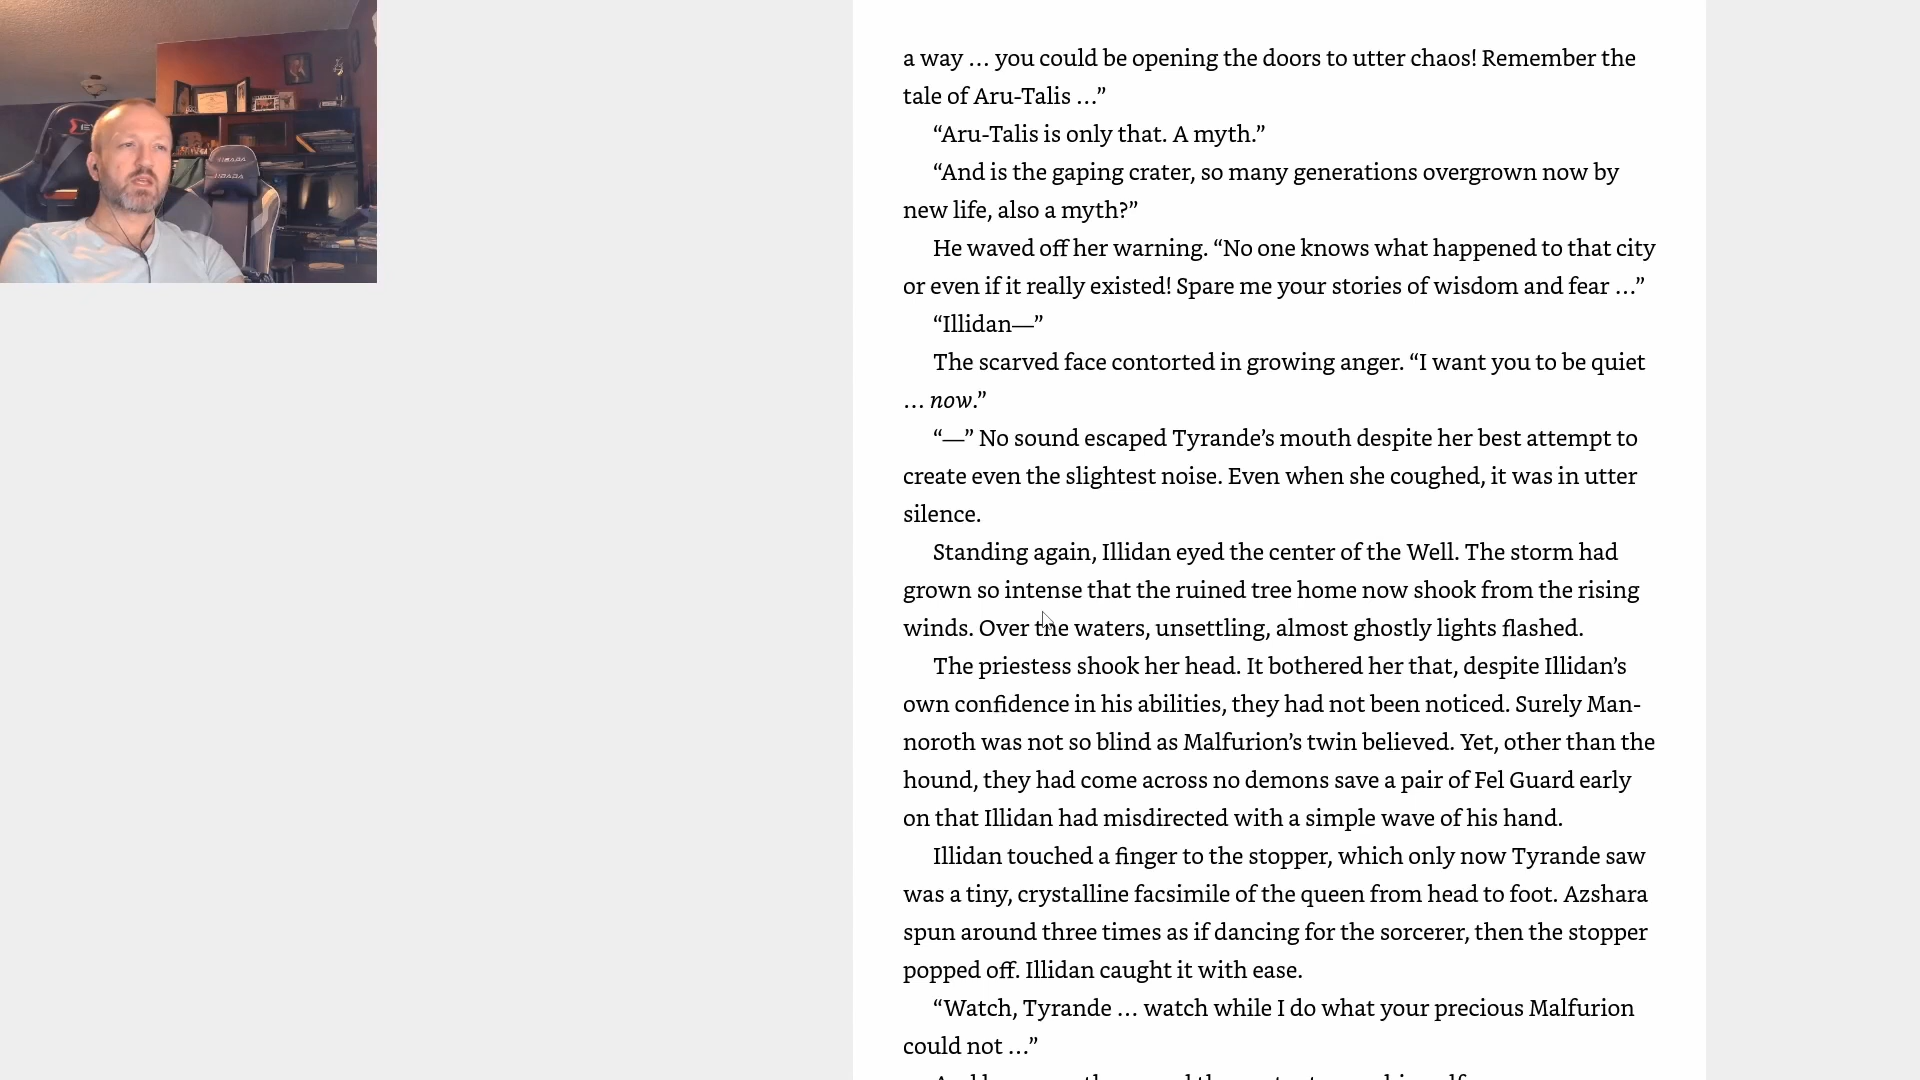 a way … you could be opening the doors to utter chaos! Remember the
tale of Aru-Talis …”
“Aru-Talis is only that. A myth.”
“And is the gaping crater, so many generations overgrown now by
new life, also a myth?”
He waved off her warning. “No one knows what happened to that city
or even if it really existed! Spare me your stories of wisdom and fear …”
“Illidan—”
The scarved face contorted in growing anger. “I want you to be quiet
… now.”
“—” No sound escaped Tyrande’s mouth despite her best attempt to
create even the slightest noise. Even when she coughed, it was in utter
silence.
Standing again, Illidan eyed the center of the Well. The storm had
grown so intense that the ruined tree home now shook from the rising
winds. Over the waters, unsettling, almost ghostly lights flashed.
The priestess shook her head. It bothered her that, despite Illidan’s
own confidence in his abilities, they had not been noticed. Surely Man-
noroth was not so blind as Malfurion’s twin believed. Yet, other than the
hound, they had come across no demons save a pair of Fel Guard early
on that Illidan had misdirected with a simple wave of his hand.
Illidan touched a finger to the stopper, which only now Tyrande saw
was a tiny, crystalline facsimile of the queen from head to foot. Azshara
spun around three times as if dancing for the sorcerer, then the stopper
popped off. Illidan caught it with ease.
“Watch, Tyrande … watch while I do what your precious Malfurion
could not …”